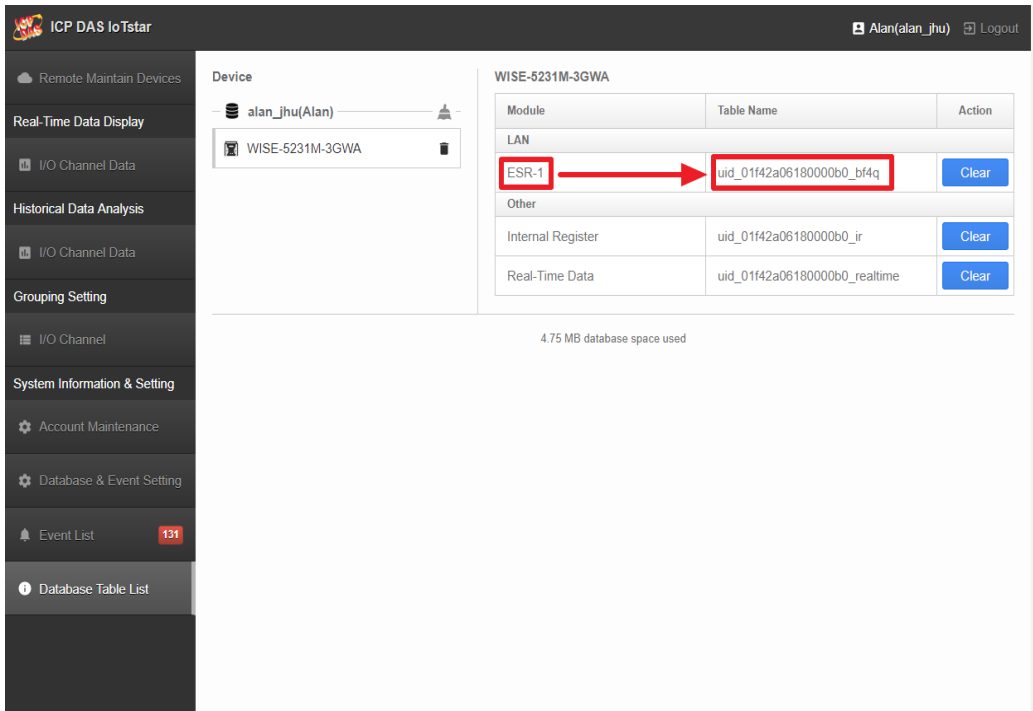 ICP DAS IoTstar
Alan(alan_jhu) Logout
Remote Maintain Devices
Real-Time Data Display
I/O Channel Data
Historical Data Analysis
I/O Channel Data
Grouping Setting
I/O Channel
System Information & Setting
Account Maintenance
Database & Event Setting
Event List 131
Database Table List
Device
alan_jhu(Alan)
WISE-5231M-3GWA
WISE-5231M-3GWA
Module Table Name Action
LAN
ESR-1 uid_01f42a06180000b0_bf4q Clear
Other
Internal Register uid_01f42a06180000b0_ir Clear
Real-Time Data uid_01f42a06180000b0_realtime Clear
4.75 MB database space used